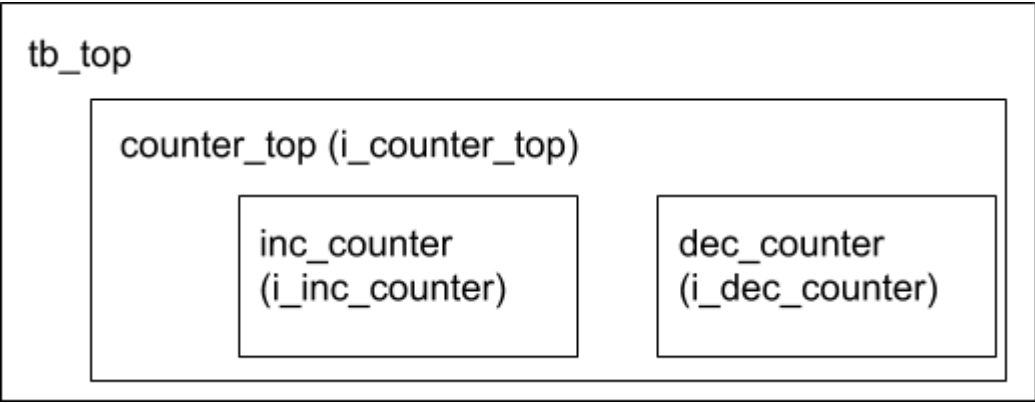 tb_top
counter_top (i_counter_top)
inc_counter
(i_inc_counter)
dec_counter
(i_dec_counter)